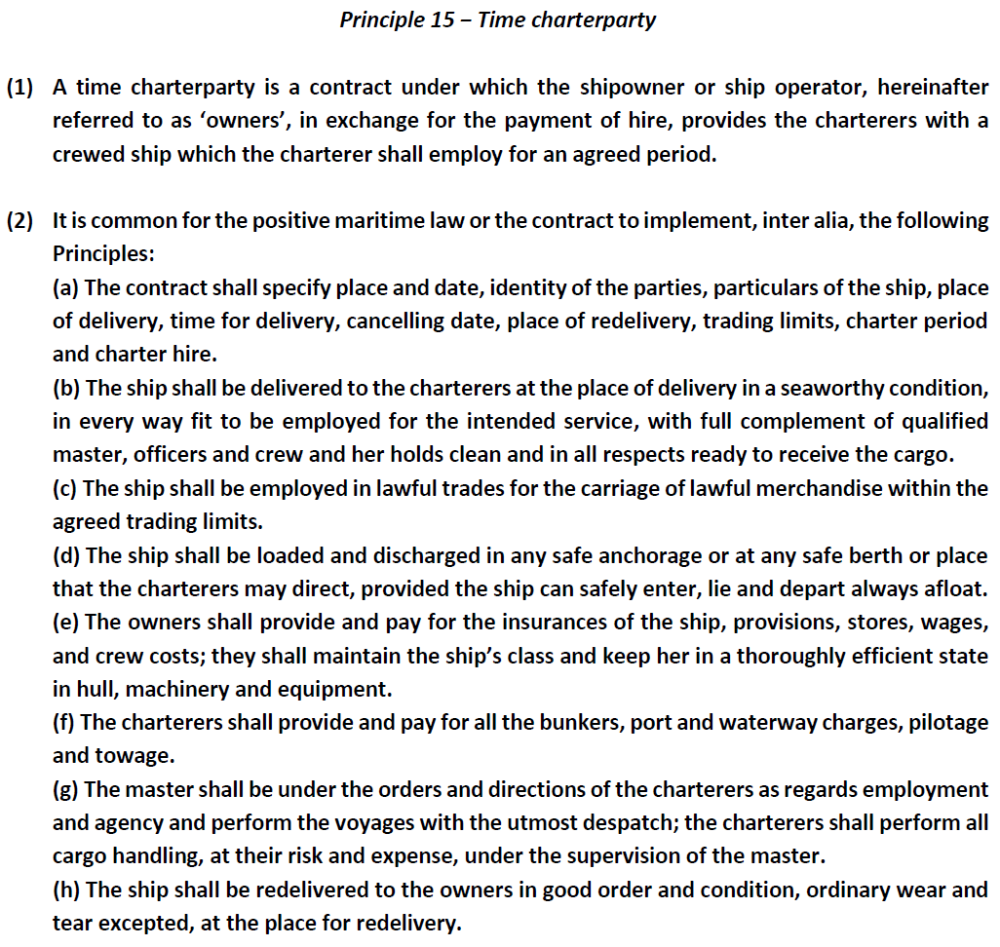 Principle 15 – Time charterparty
(1) A time charterparty is a contract under which the shipowner or ship operator, hereinafter
referred to as ‘owners’, in exchange for the payment of hire, provides the charterers with a
crewed ship which the charterer shall employ for an agreed period.
(2) It is common for the positive maritime law or the contract to implement, inter alia, the following
Principles:
(a) The contract shall specify place and date, identity of the parties, particulars of the ship, place
of delivery, time for delivery, cancelling date, place of redelivery, trading limits, charter period
and charter hire.
(b) The ship shall be delivered to the charterers at the place of delivery in a seaworthy condition,
in every way fit to be employed for the intended service, with full complement of qualified
master, officers and crew and her holds clean and in all respects ready to receive the cargo.
(c) The ship shall be employed in lawful trades for the carriage of lawful merchandise within the
agreed trading limits.
(d) The ship shall be loaded and discharged in any safe anchorage or at any safe berth or place
that the charterers may direct, provided the ship can safely enter, lie and depart always afloat.
(e) The owners shall provide and pay for the insurances of the ship, provisions, stores, wages,
and crew costs; they shall maintain the ship’s class and keep her in a thoroughly efficient state
in hull, machinery and equipment.
(f) The charterers shall provide and pay for all the bunkers, port and waterway charges, pilotage
and towage.
(g) The master shall be under the orders and directions of the charterers as regards employment
and agency and perform the voyages with the utmost despatch; the charterers shall perform all
cargo handling, at their risk and expense, under the supervision of the master.
(h) The ship shall be redelivered to the owners in good order and condition, ordinary wear and
tear excepted, at the place for redelivery.